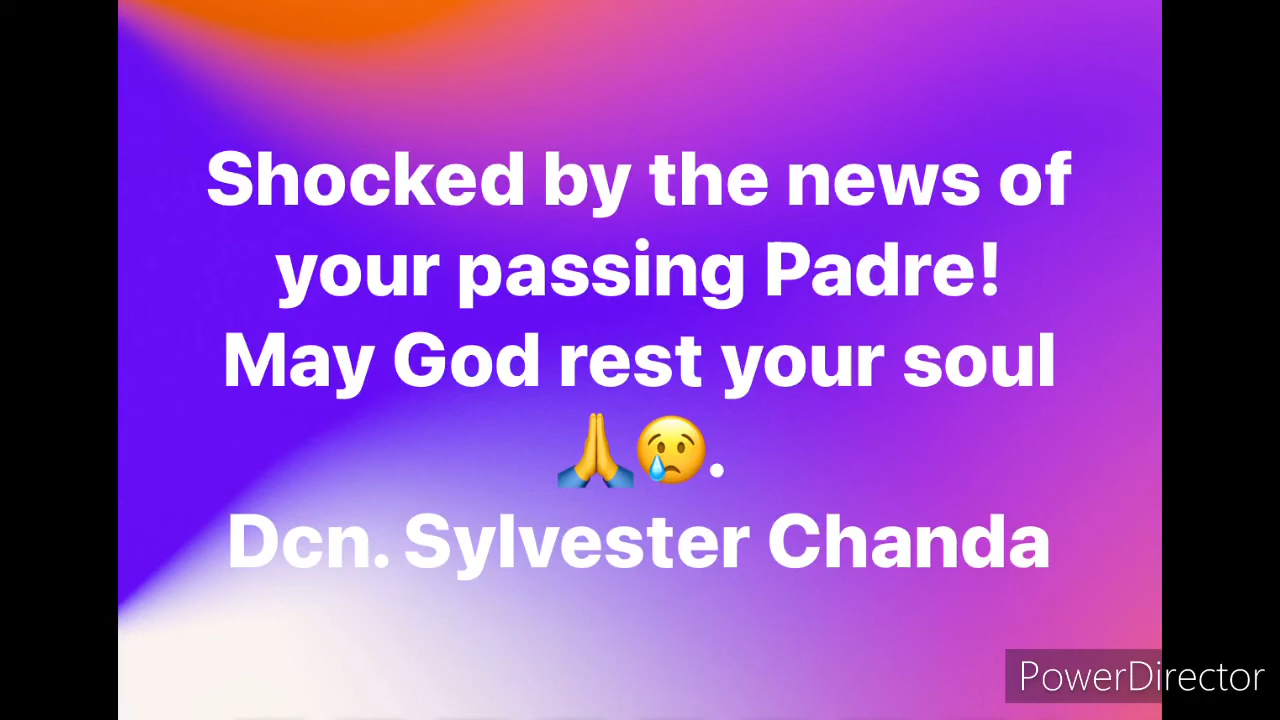 Shocked by the news of
your passing Padre!
May God rest your soul
🙏😢.
Dcn. Sylvester Chanda
PowerDirector